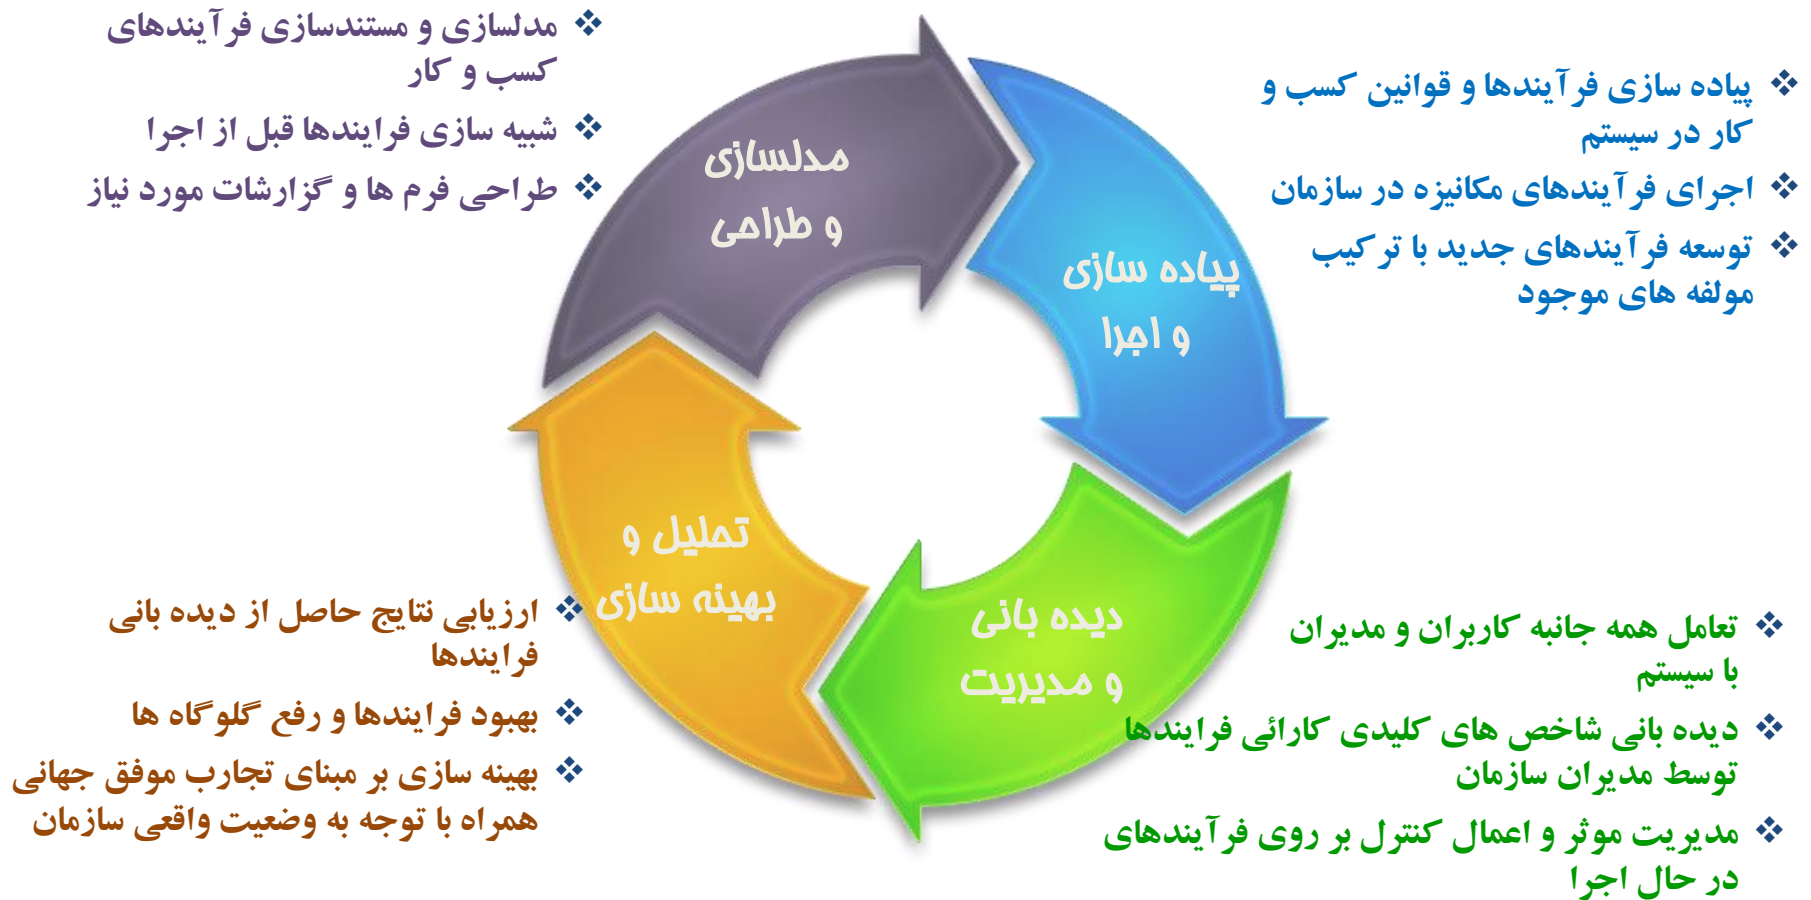 مدلسازی و مستندسازی فرآیندهای
کسب و کار
شبیه سازی فرایندها قبل از اجرا
طراحی فرم ها و گزارشات مورد نیاز
مدلسازی
و طراحی
پیاده سازی فرآیندها و قوانین کسب و
کار در سیستم
اجرای فرآیندهای مکانیزه در سازمان
توسعه فرآیندهای جدید با ترکیب
مولفه های موجود
پیاده سازی
و اجرا
تعامل همه جانبه کاربران و مدیران
با سیستم
دیده بانی شاخص های کلیدی کارائی فرایندها
توسط مدیران سازمان
مدیریت موثر و اعمال کنترل بر روی فرآیندهای
در حال اجرا
دیده بانی
و مدیریت
تحلیل و
بهینه سازی
ارزیابی نتایج حاصل از دیده بانی
فرایندها
بهبود فرایندها و رفع گلوگاه ها
بهینه سازی بر مبنای تجارب موفق جهانی
همراه با توجه به وضعیت واقعی سازمان